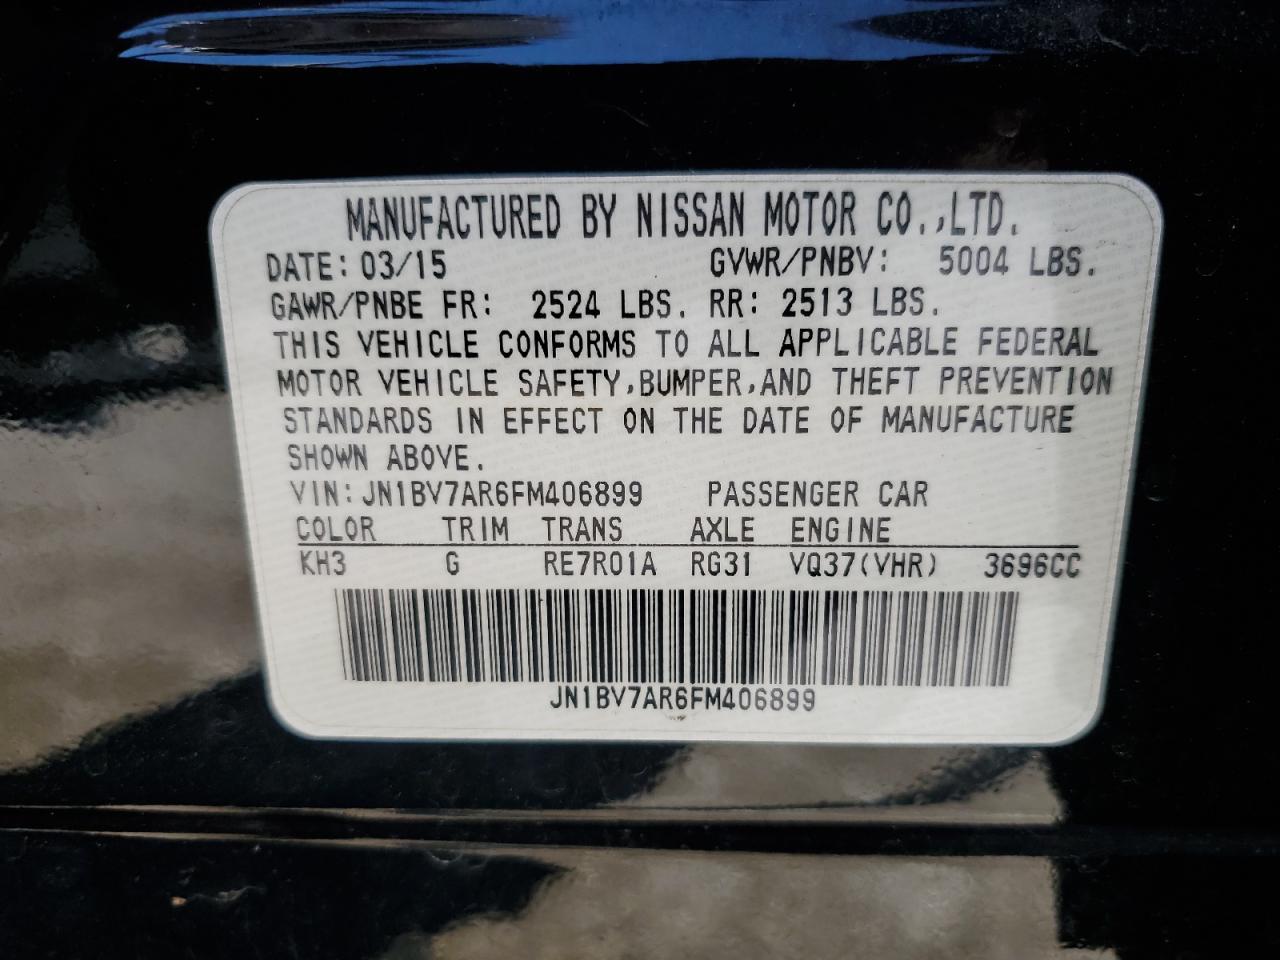 MANUFACTURED BY NISSAN MOTOR CO.,LTD.
DATE: 03/15 GVWR/PNBV: 5004 LBS.
GAWR/PNBE FR: 2524 LBS. RR: 2513 LBS.
THIS VEHICLE CONFORMS TO ALL APPLICABLE FEDERAL
MOTOR VEHICLE SAFETY,BUMPER,AND THEFT PREVENTION
STANDARDS IN EFFECT ON THE DATE OF MANUFACTURE
SHOWN ABOVE.
VIN: JN1BV7AR6FM406899 PASSENGER CAR
COLOR TRIM TRANS AXLE ENGINE
KH3 G RE7R01A RG31 VQ37(VHR) 3696CC
JN1BV7AR6FM406899